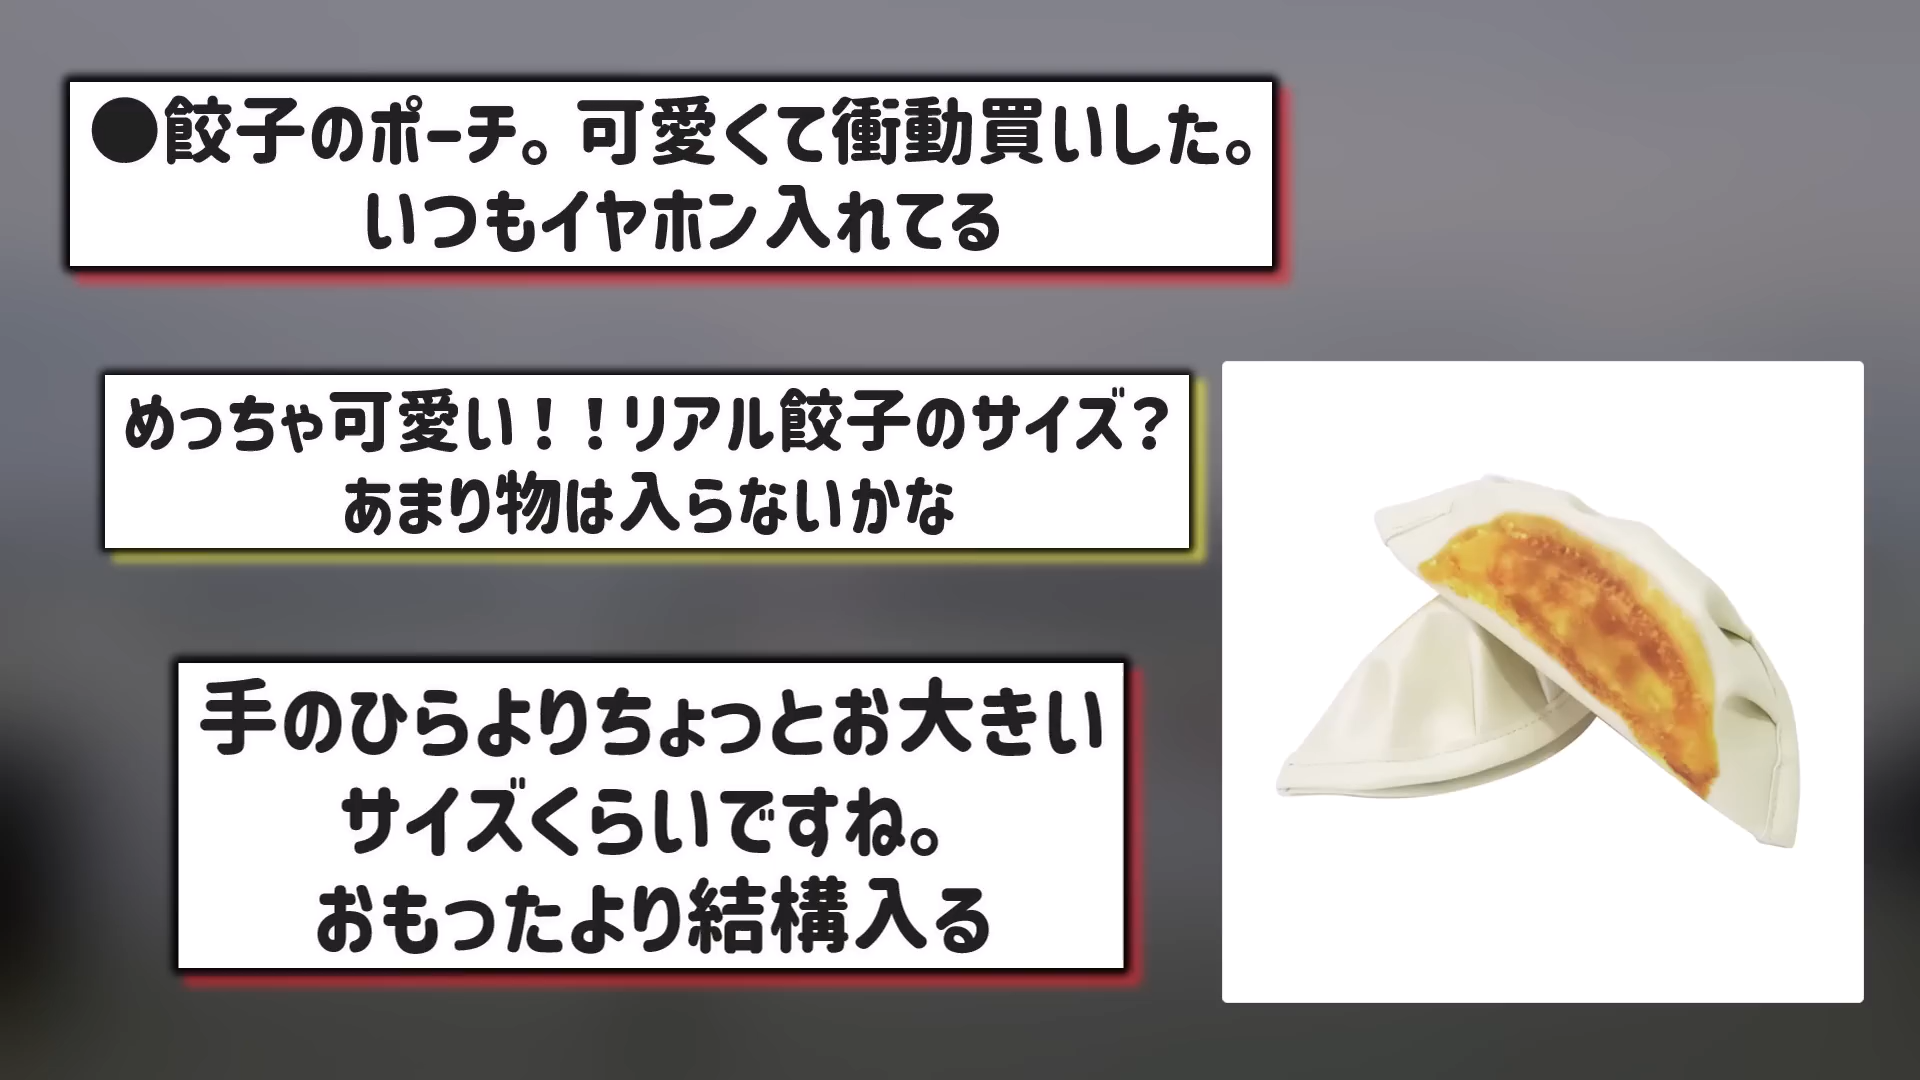 ●餃子のポーチ。可愛くて衝動買いした。
いつもイヤホン入れてる
めっちゃ可愛い！！リアル餃子のサイズ？
あまり物は入らないかな
手のひらよりちょっとお大きい
サイズくらいですね。
おもったより結構入る